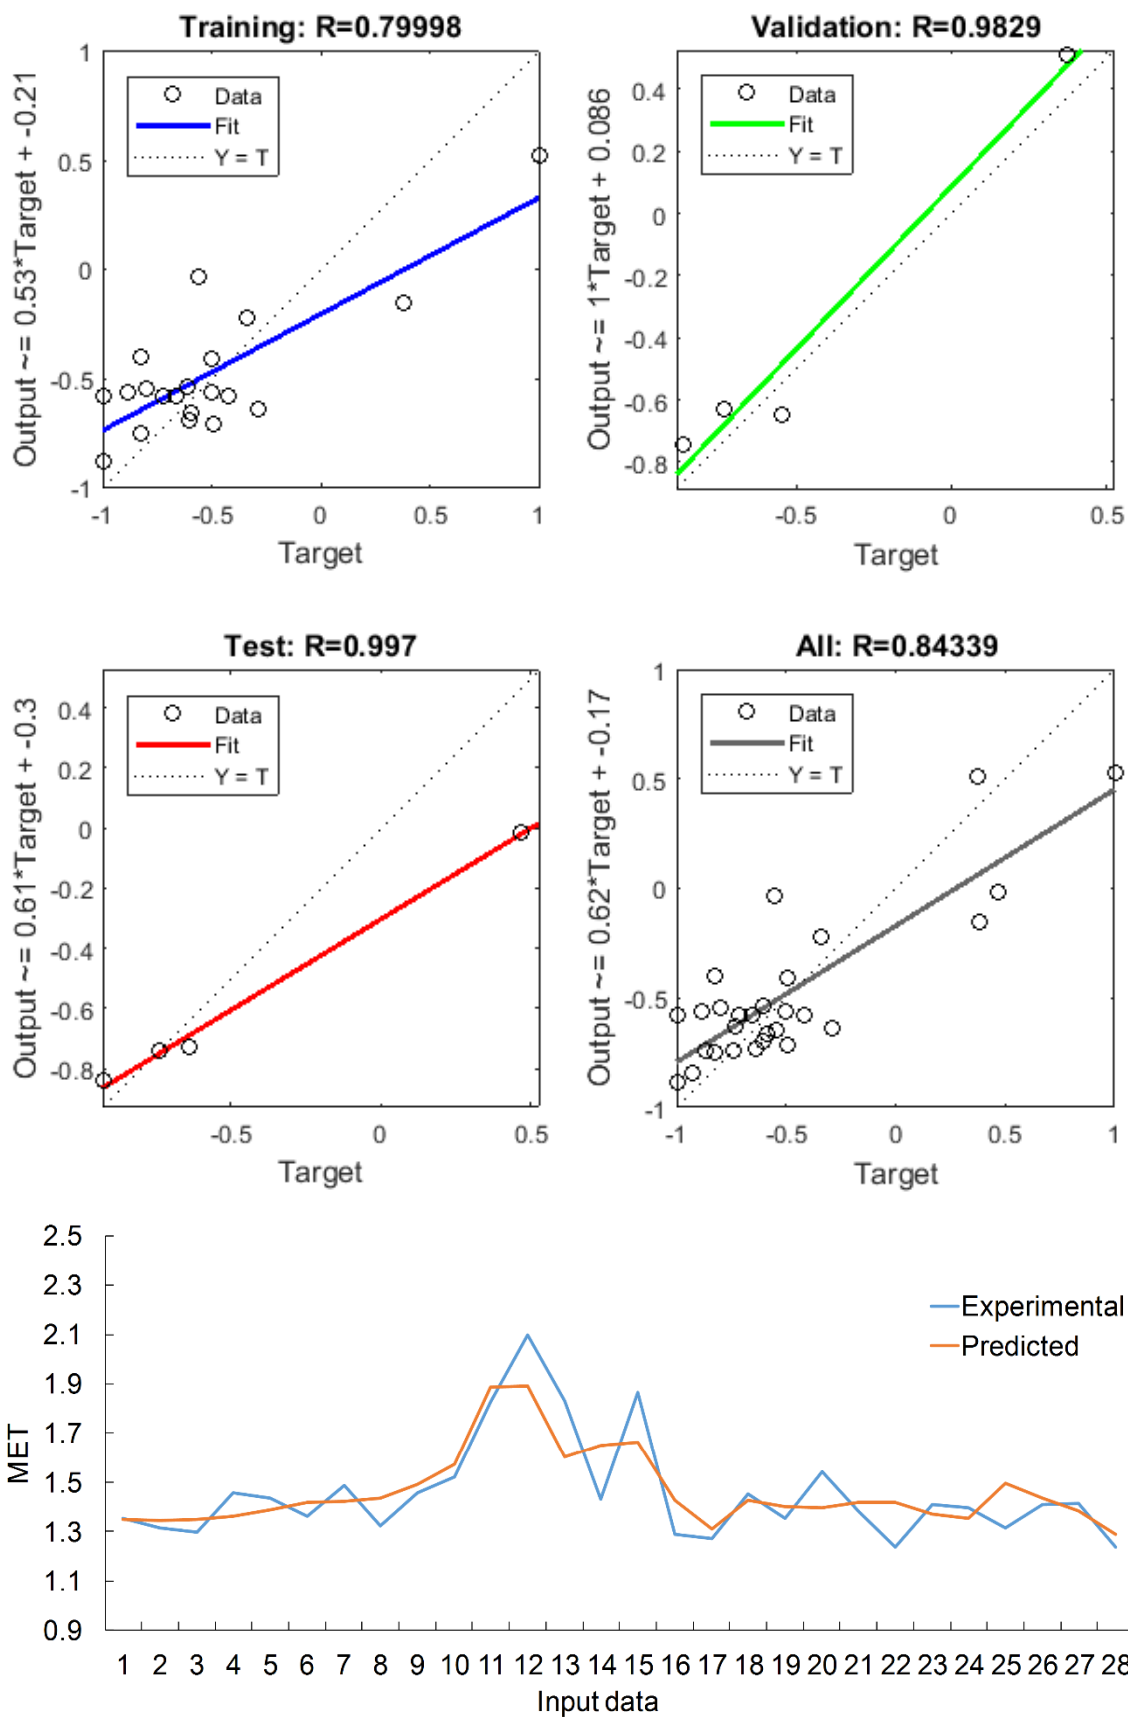 Training: R=0.79998
Output ~= 0.53*Target + -0.21
1
0.5
0
-0.5
-1
Data
Fit
Y = T
-1 -0.5 0 0.5 1
Target
Validation: R=0.9829
Output ~= 1*Target + 0.086
0.4
0.2
0
-0.2
-0.4
-0.6
-0.8
Data
Fit
Y = T
-0.5 0 0.5
Target
Test: R=0.997
Output ~= 0.61*Target + -0.3
0.4
0.2
0
-0.2
-0.4
-0.6
-0.8
Data
Fit
Y = T
-0.5 0 0.5
Target
All: R=0.84339
Output ~= 0.62*Target + -0.17
1
0.5
0
-0.5
-1
Data
Fit
Y = T
-1 -0.5 0 0.5 1
Target
MET
2.5
2.3
2.1
1.9
1.7
1.5
1.3
1.1
0.9
Experimental
Predicted
1 2 3 4 5 6 7 8 9 10 11 12 13 14 15 16 17 18 19 20 21 22 23 24 25 26 27 28
Input data